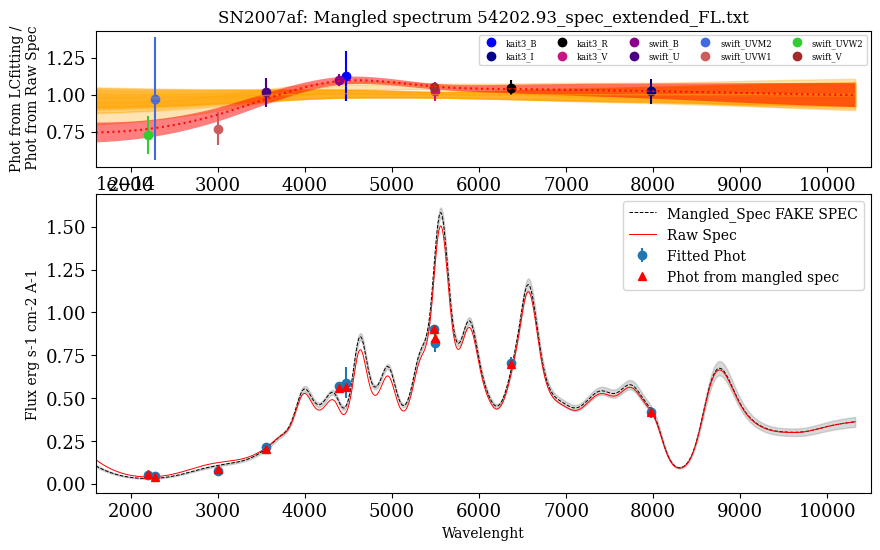 SN2007af: Mangled spectrum 54202.93_spec_extended_FL.txt
Phot from LCfitting /
Phot from Raw Spec
1.25
1.00
0.75
kait3_B kait3_R swift_B swift_UVM2 swift_UVW2
kait3_I kait3_V swift_U swift_UVW1 swift_V
2000 3000 4000 5000 6000 7000 8000 9000 10000
1e−14
Flux erg s-1 cm-2 A-1
1.50
1.25
1.00
0.75
0.50
0.25
0.00
Mangled_Spec FAKE SPEC
Raw Spec
Fitted Phot
Phot from mangled spec
2000 3000 4000 5000 6000 7000 8000 9000 10000
Wavelenght